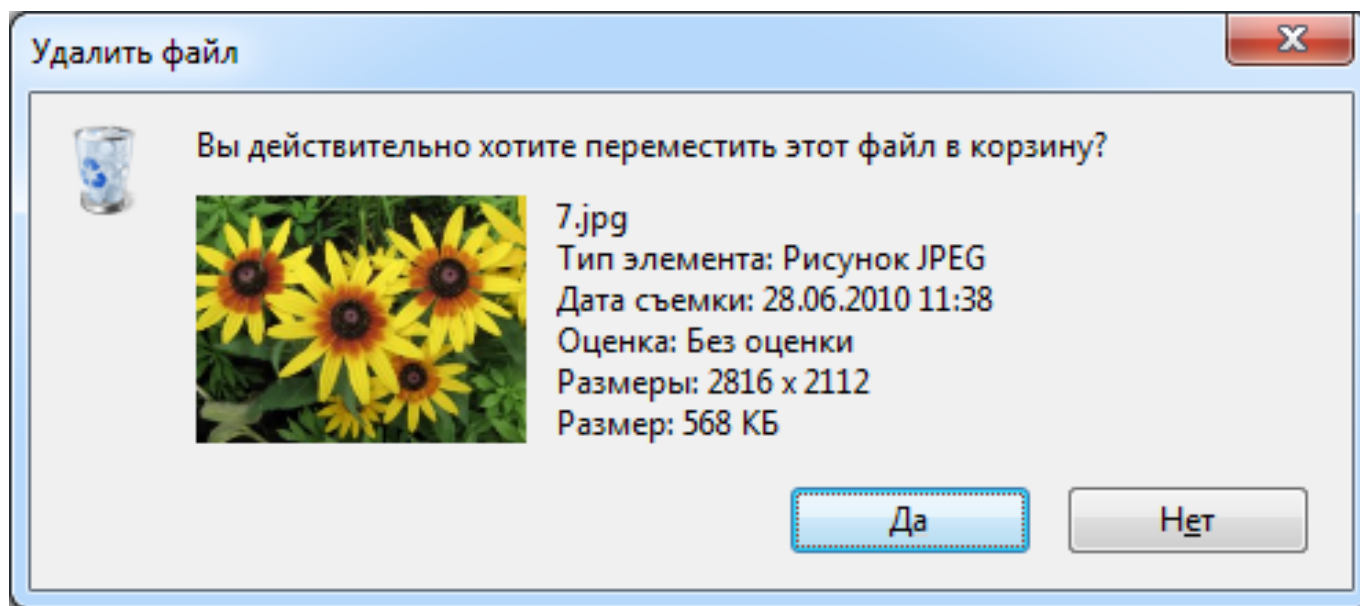 Удалить файл
Вы действительно хотите переместить этот файл в корзину?
7.jpg
Тип элемента: Рисунок JPEG
Дата съемки: 28.06.2010 11:38
Оценка: Без оценки
Размеры: 2816 x 2112
Размер: 568 КБ
Да
Нет